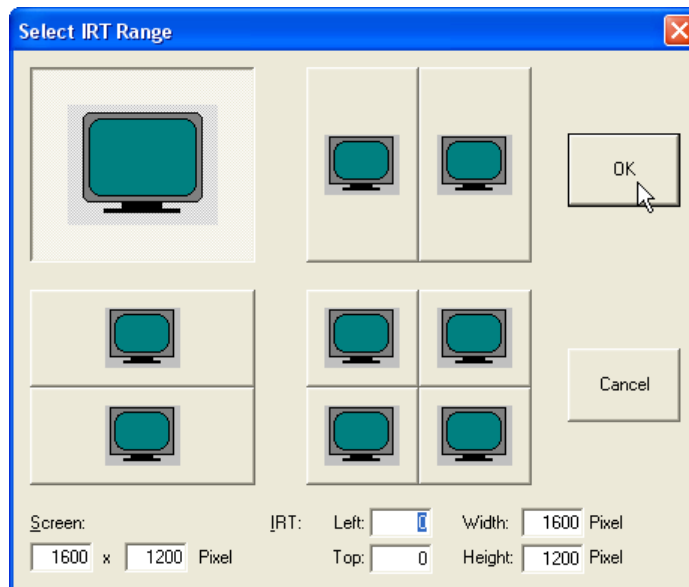 Select IRT Range
OK
Cancel
Screen: IRT: Left: 0 Width: 1600 Pixel
1600 x 1200 Pixel Top: 0 Height: 1200 Pixel